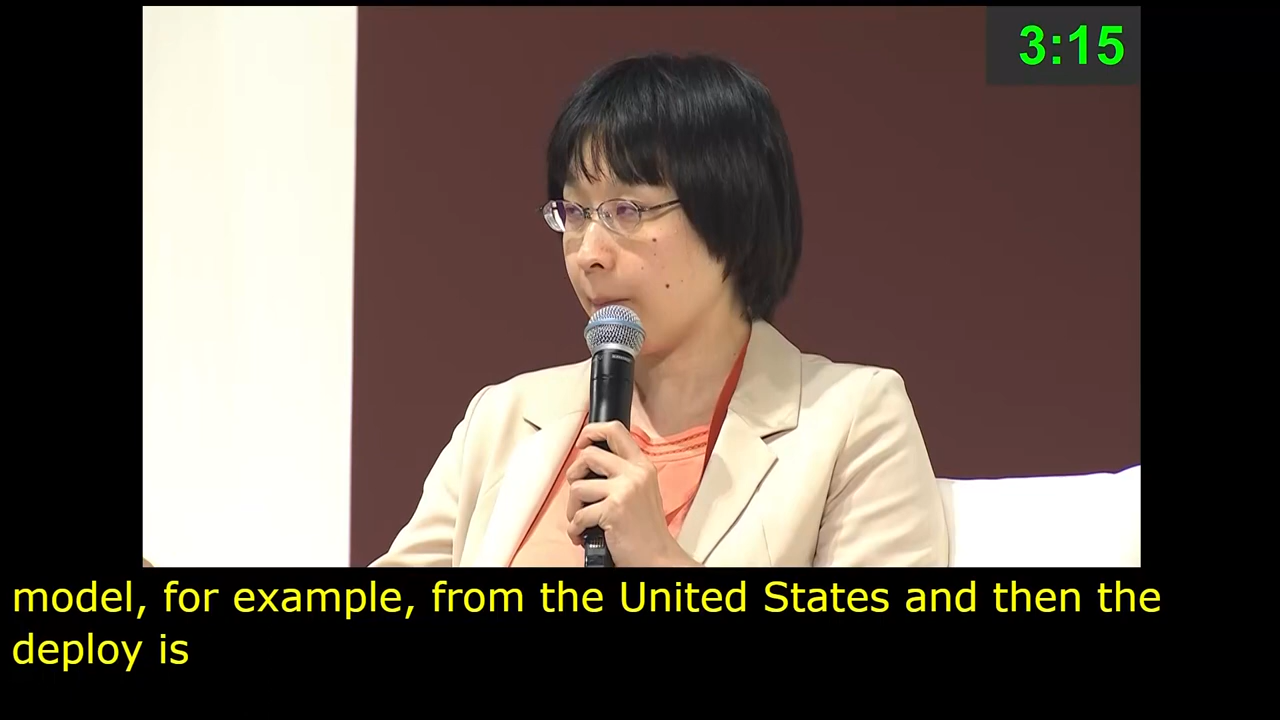 3:15
model, for example, from the United States and then the
deploy is